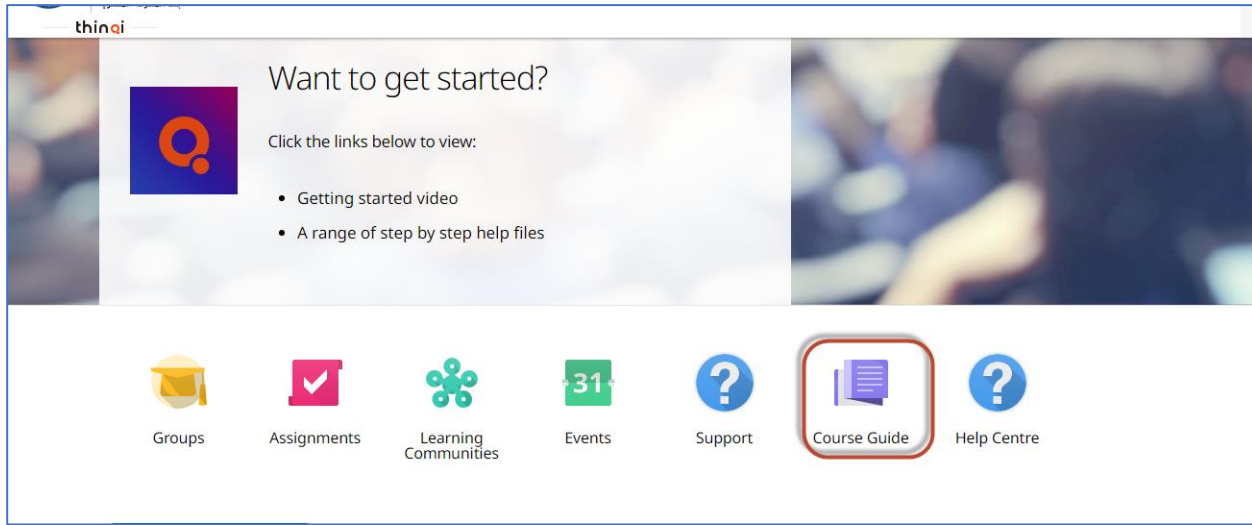 thinqi
Want to get started?
Click the links below to view:
Getting started video
A range of step by step help files
31
Groups
Assignments
Learning
Communities
Events
Support
Course Guide
Help Centre